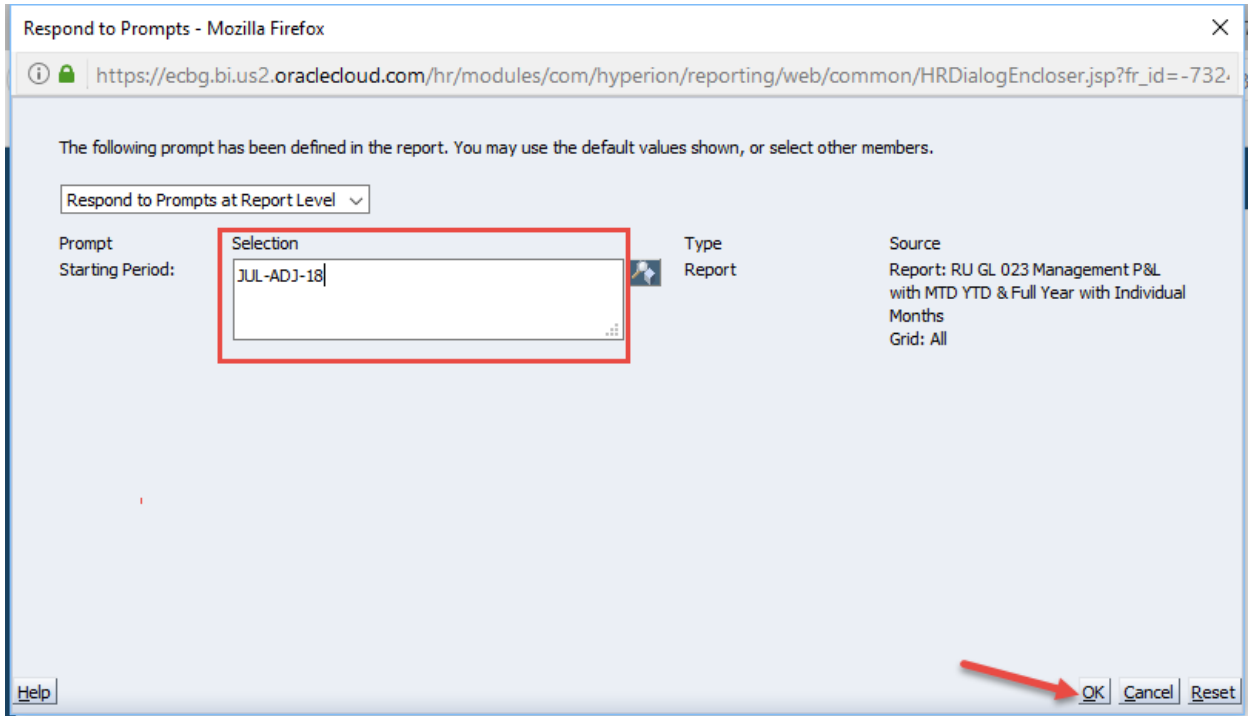 Respond to Prompts - Mozilla Firefox
https://ecbg.bi.us2.oraclecloud.com/hr/modules/com/hyperion/reporting/web/common/HRDialogEncloser.jsp?fr_id=-7324
The following prompt has been defined in the report. You may use the default values shown, or select other members.
Respond to Prompts at Report Level
Prompt Selection Type Source
Starting Period: JUL-ADJ-18 Report Report: RU GL 023 Management P&L
with MTD YTD & Full Year with Individual
Months
Grid: All
Help OK Cancel Reset